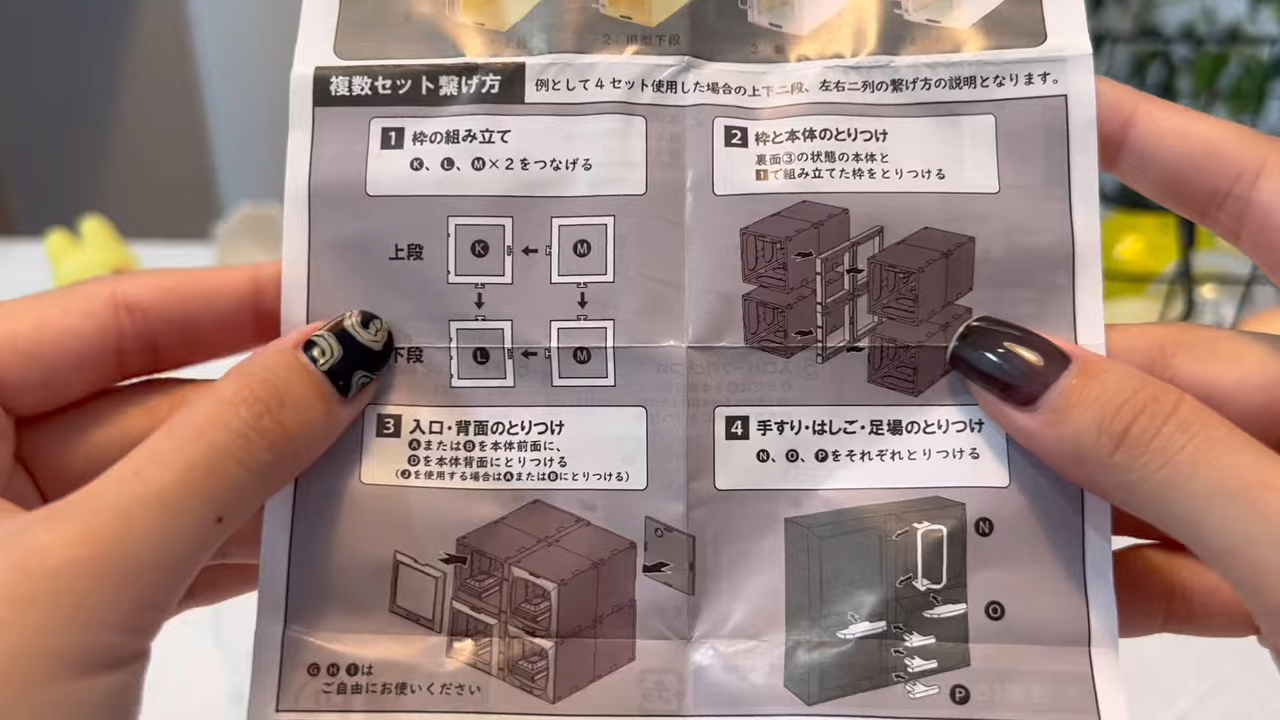 2:旧型下段
3
複数セット繋げ方
例として4セット使用した場合の上下二段、左右二列の繋げ方の説明となります。
1 枠の組み立て
K、L、M×2をつなげる
上段
K
M
下段
L
M
2 枠と本体のとりつけ
裏面③の状態の本体と
1で組み立てた枠をとりつける
3 入口・背面のとりつけ
AまたはBを本体前面に、
Dを本体背面にとりつける
(Jを使用する場合はAまたはBにとりつける)
G H Iは
ご自由にお使いください
4 手すり・はしご・足場のとりつけ
N、O、Pをそれぞれとりつける
N
O
P